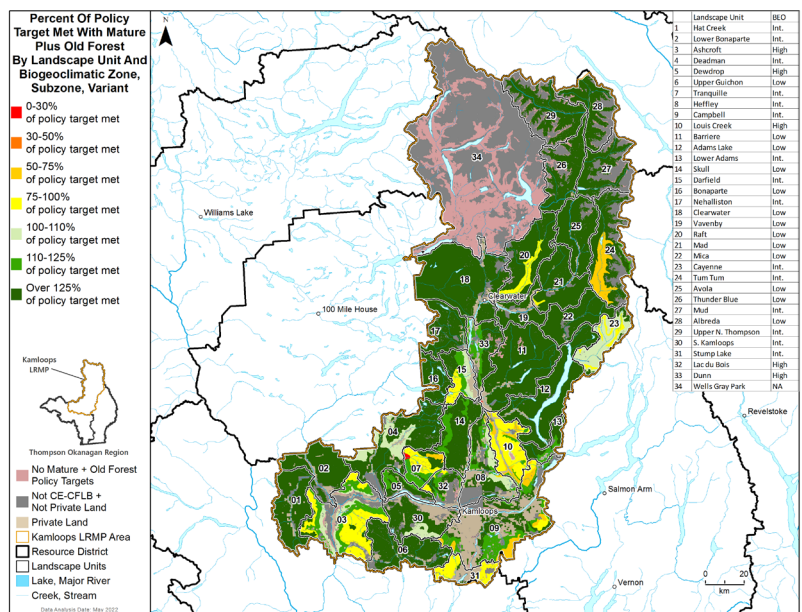 Percent Of Policy
Target Met With Mature
Plus Old Forest
By Landscape Unit And
Biogeoclimatic Zone,
Subzone, Variant
0-30%
of policy target met
30-50%
of policy target met
50-75%
of policy target met
75-100%
of policy target met
100-110%
of policy target met
110-125%
of policy target met
Over 125%
of policy target met
Kamloops
LRMP
Thompson Okanagan Region
No Mature + Old Forest
Policy Targets
Not CE-CFLB +
Not Private Land
Private Land
Kamloops LRMP Area
Resource District
Landscape Units
Lake, Major River
Creek, Stream
Data Analysis Date: May 2022
N
Williams Lake
100 Mile House
Clearwater
Kamloops
Revelstoke
Salmon Arm
Vernon
29
28
34
26
27
25
24
20
18
21
19
22
23
17
33
11
15
16
12
14
13
04
10
07
02
08
05
32
01
03
30
09
06
31
0 20
km
Landscape Unit BEO
1 Hat Creek Int.
2 Lower Bonaparte Int.
3 Ashcroft High
4 Deadman Int.
5 Dewdrop High
6 Upper Guichon Low
7 Tranquille Int.
8 Heffley Int.
9 Campbell Int.
10 Louis Creek High
11 Barriere Low
12 Adams Lake Low
13 Lower Adams Int.
14 Skull Low
15 Darfield Int.
16 Bonaparte Low
17 Nehalliston Int.
18 Clearwater Low
19 Vavenby Low
20 Raft Low
21 Mad Low
22 Mica Low
23 Cayenne Int.
24 Tum Tum Int.
25 Avola Low
26 Thunder Blue Low
27 Mud Int.
28 Albreda Low
29 Upper N. Thompson Int.
30 S. Kamloops Int.
31 Stump Lake Int.
32 Lac du Bois High
33 Dunn High
34 Wells Gray Park NA